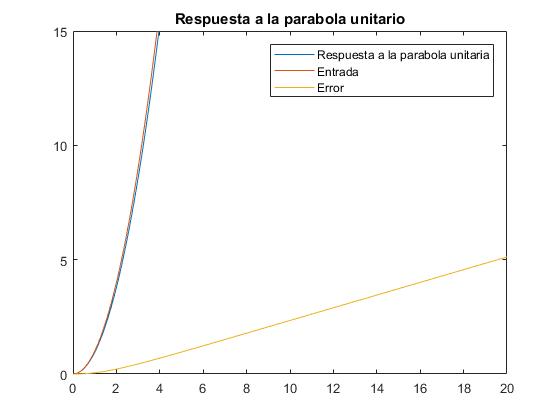 Respuesta a la parabola unitario
15
Respuesta a la parabola unitaria
Entrada
Error
10
5
0
0 2 4 6 8 10 12 14 16 18 20